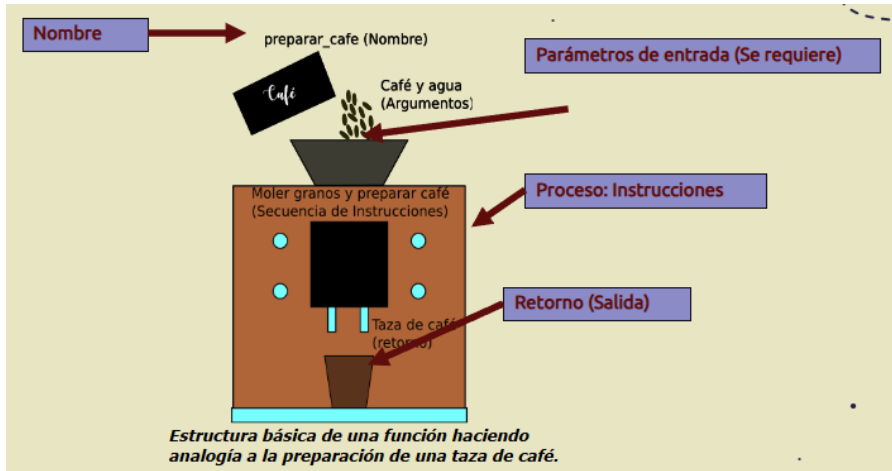 Nombre
preparar_cafe (Nombre)
Parámetros de entrada (Se requiere)
Café
Café y agua
(Argumentos)
Moler granos y preparar café
(Secuencia de Instrucciones)
Proceso: Instrucciones
Retorno (Salida)
Taza de café
(retorno)
Estructura básica de una función haciendo
analogía a la preparación de una taza de café.